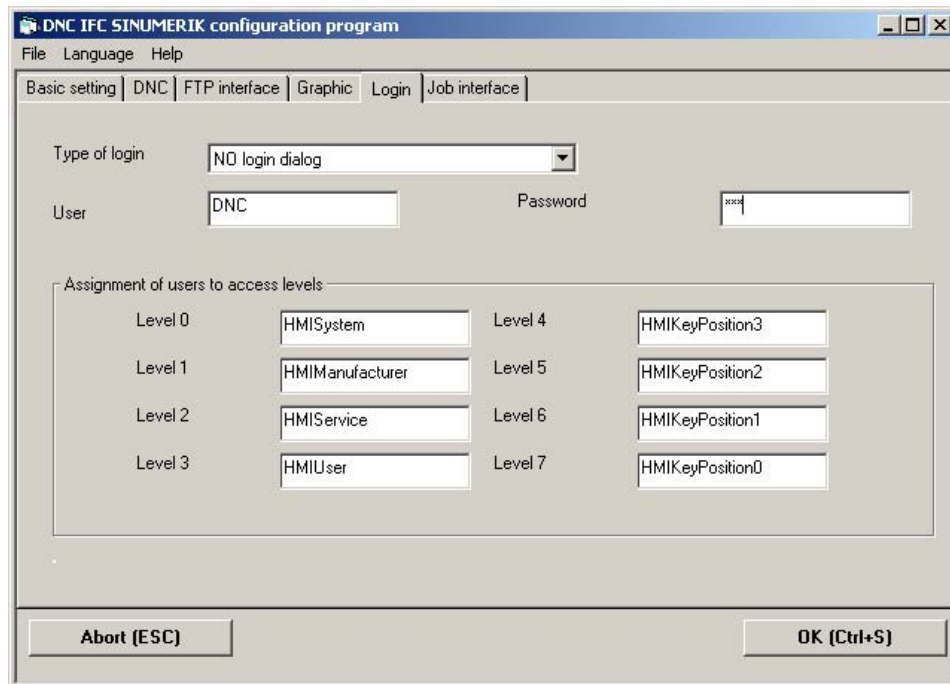 DNC IFC SINUMERIK configuration program
File Language Help
Basic setting DNC FTP interface Graphic Login Job interface
Type of login NO login dialog
User DNC Password ***
Assignment of users to access levels
Level 0 HMISystem Level 4 HMIKeyPosition3
Level 1 HMIManufacturer Level 5 HMIKeyPosition2
Level 2 HMIService Level 6 HMIKeyPosition1
Level 3 HMIUser Level 7 HMIKeyPosition0
Abort (ESC) OK (Ctrl+S)